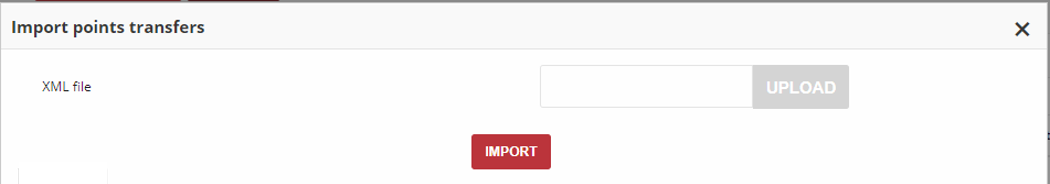 Import points transfers
XML file
UPLOAD
IMPORT